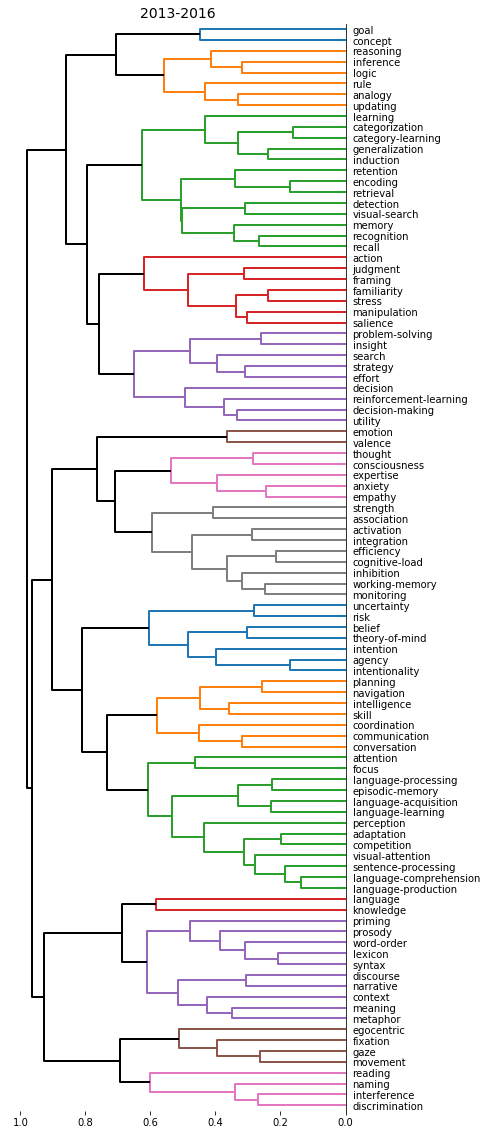 2013-2016
goal
concept
reasoning
inference
logic
rule
analogy
updating
learning
categorization
category-learning
generalization
induction
retention
encoding
retrieval
detection
visual-search
memory
recognition
recall
action
judgment
framing
familiarity
stress
manipulation
salience
problem-solving
insight
search
strategy
effort
decision
reinforcement-learning
decision-making
utility
emotion
valence
thought
consciousness
expertise
anxiety
empathy
strength
association
activation
integration
efficiency
cognitive-load
inhibition
working-memory
monitoring
uncertainty
risk
belief
theory-of-mind
intention
agency
intentionality
planning
navigation
intelligence
skill
coordination
communication
conversation
attention
focus
language-processing
episodic-memory
language-acquisition
language-learning
perception
adaptation
competition
visual-attention
sentence-processing
language-comprehension
language-production
language
knowledge
priming
prosody
word-order
lexicon
syntax
discourse
narrative
context
meaning
metaphor
egocentric
fixation
gaze
movement
reading
naming
interference
discrimination
1.0 0.8 0.6 0.4 0.2 0.0